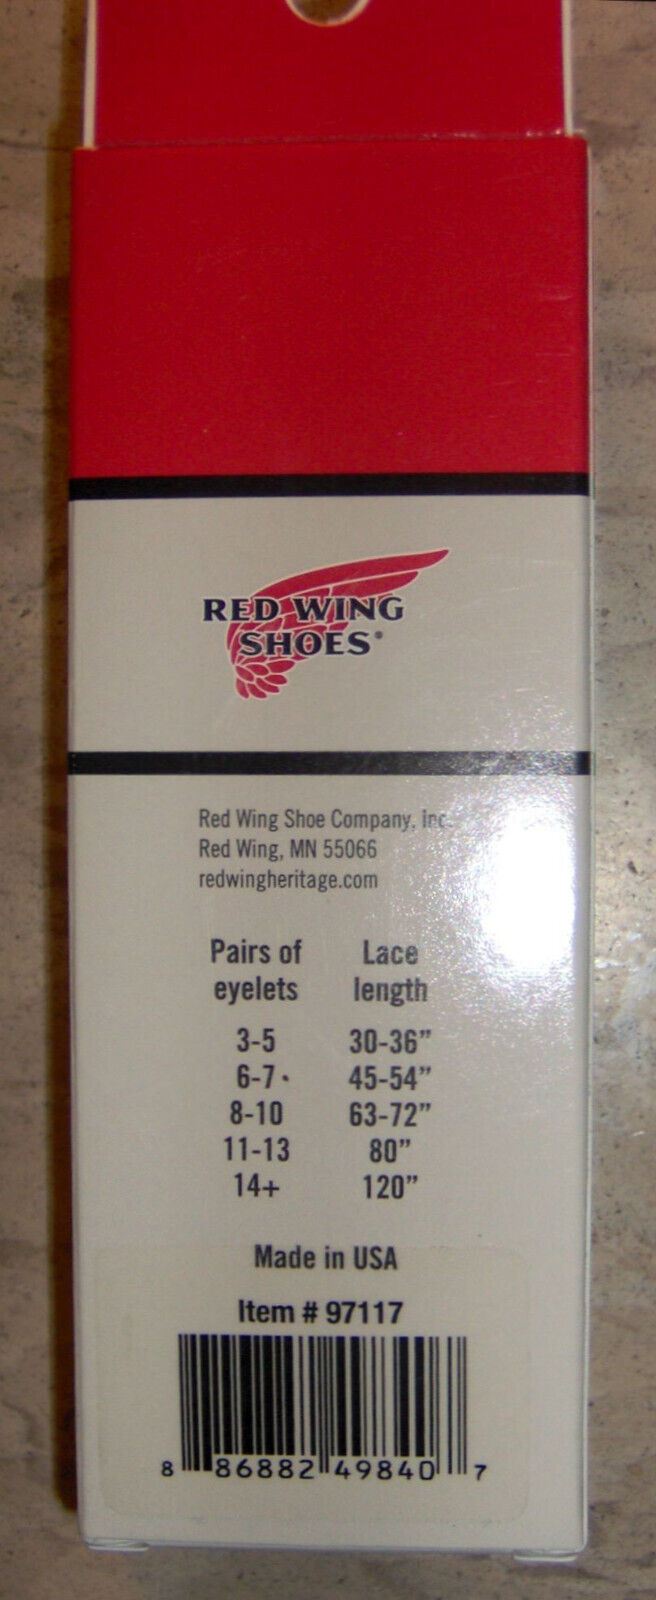 RED WING
SHOES®
Red Wing Shoe Company, Inc.
Red Wing, MN 55066
redwingheritage.com
Pairs of eyelets Lace length
3-5 30-36”
6-7 45-54”
8-10 63-72”
11-13 80”
14+ 120”
Made in USA
Item # 97117
8 86882 49840 7